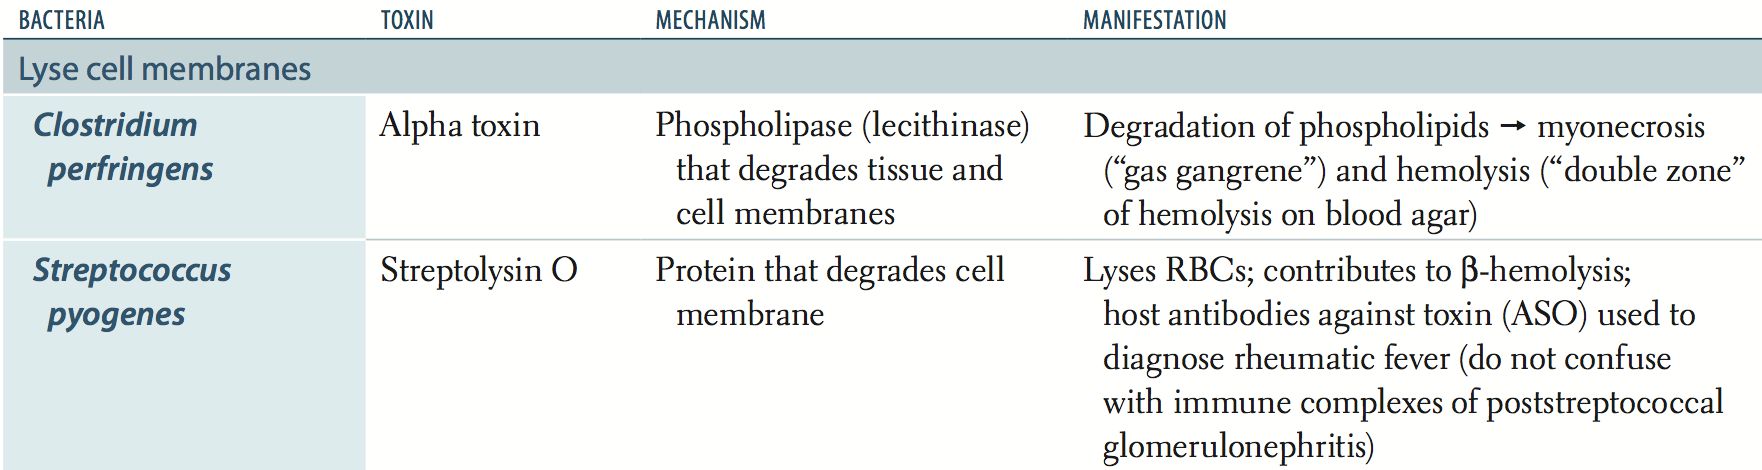 BACTERIA TOXIN MECHANISM MANIFESTATION
Lyse cell membranes
Clostridium
perfringens
Alpha toxin
Phospholipase (lecithinase)
that degrades tissue and
cell membranes
Degradation of phospholipids → myonecrosis
(“gas gangrene”) and hemolysis (“double zone”
of hemolysis on blood agar)
Streptococcus
pyogenes
Streptolysin O
Protein that degrades cell
membrane
Lyses RBCs; contributes to β-hemolysis;
host antibodies against toxin (ASO) used to
diagnose rheumatic fever (do not confuse
with immune complexes of poststreptococcal
glomerulonephritis)